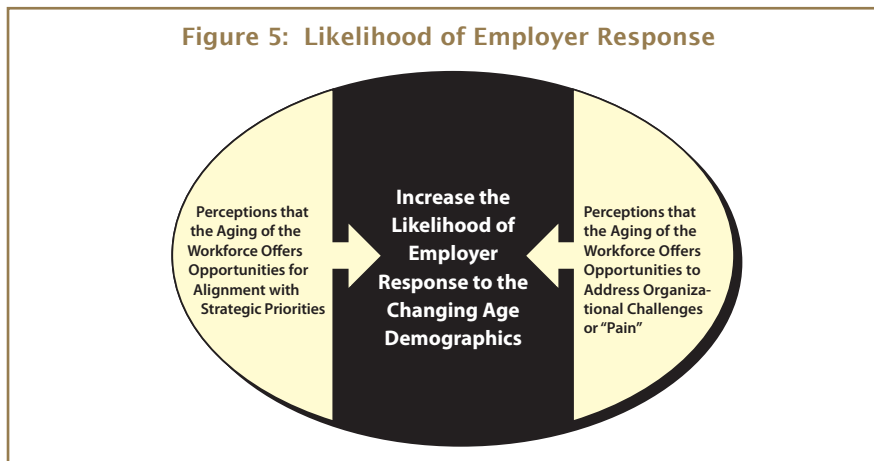 Figure 5: Likelihood of Employer Response
Perceptions that
the Aging of the
Workforce Offers
Opportunities for
Alignment with
Strategic Priorities
Increase the
Likelihood of
Employer
Response to the
Changing Age
Demographics
Perceptions that
the Aging of the
Workforce Offers
Opportunities to
Address Organiza-
tional Challenges
or “Pain”